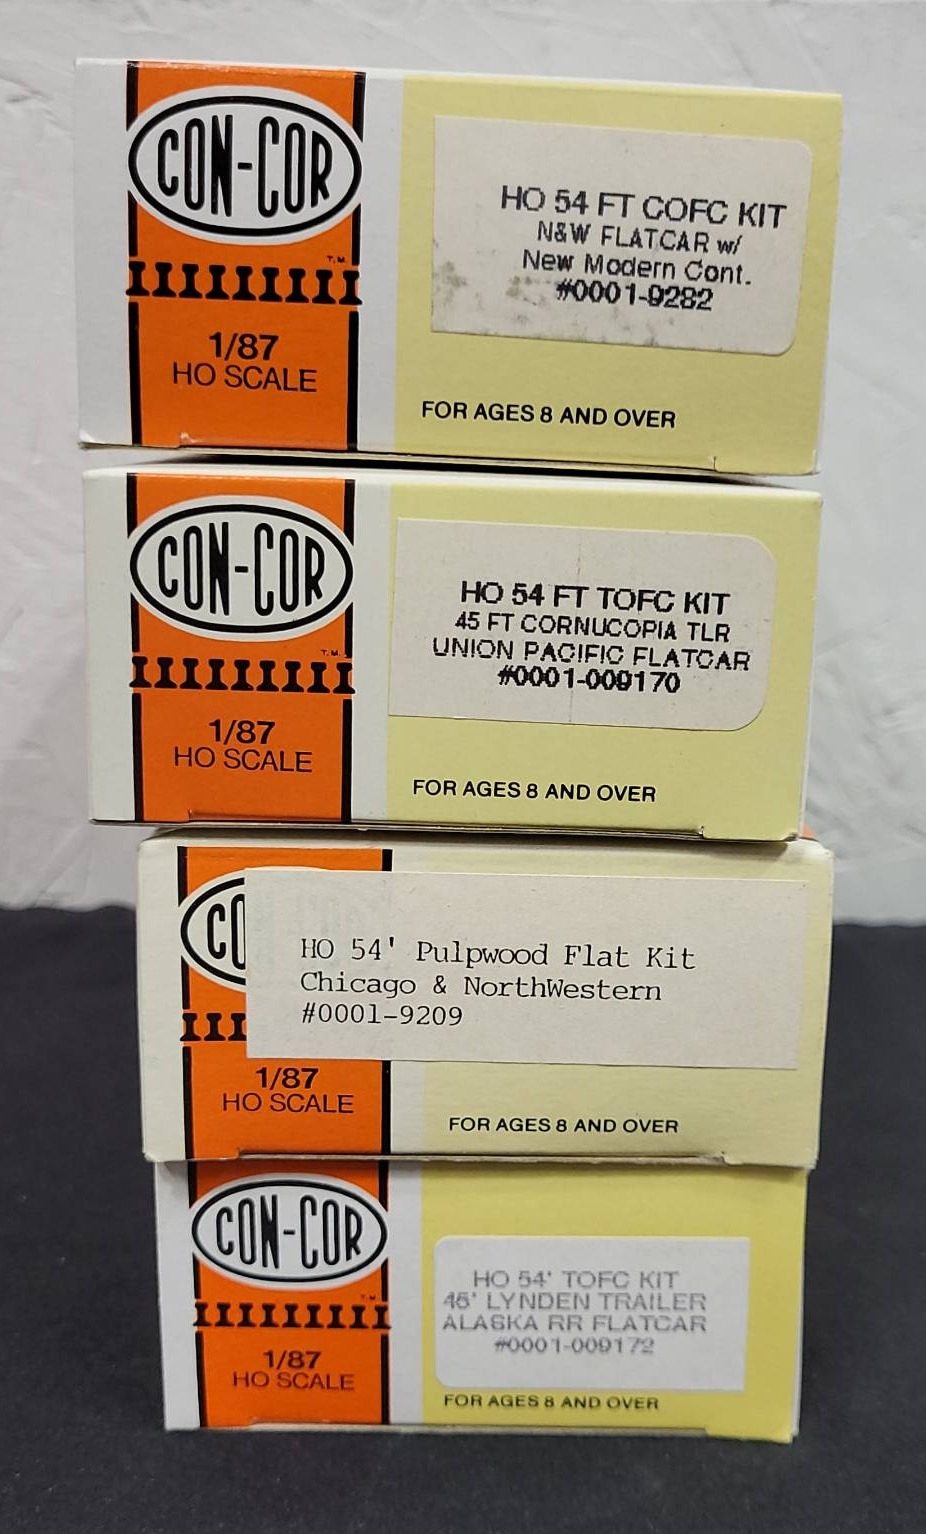 CON-COR
T.M.
1/87
HO SCALE
HO 54 FT COFC KIT
N&W FLATCAR w/
New Modern Cont.
#0001-9282
FOR AGES 8 AND OVER
CON-COR
T.M.
1/87
HO SCALE
HO 54 FT TOFC KIT
45 FT CORNUCOPIA TLR
UNION PACIFIC FLATCAR
#0001-009170
FOR AGES 8 AND OVER
CO
1/87
HO SCALE
HO 54' Pulpwood Flat Kit
Chicago & NorthWestern
#0001-9209
FOR AGES 8 AND OVER
CON-COR
T.M.
1/87
HO SCALE
HO 54' TOFC KIT
45' LYNDEN TRAILER
ALASKA RR FLATCAR
#0001-009172
FOR AGES 8 AND OVER